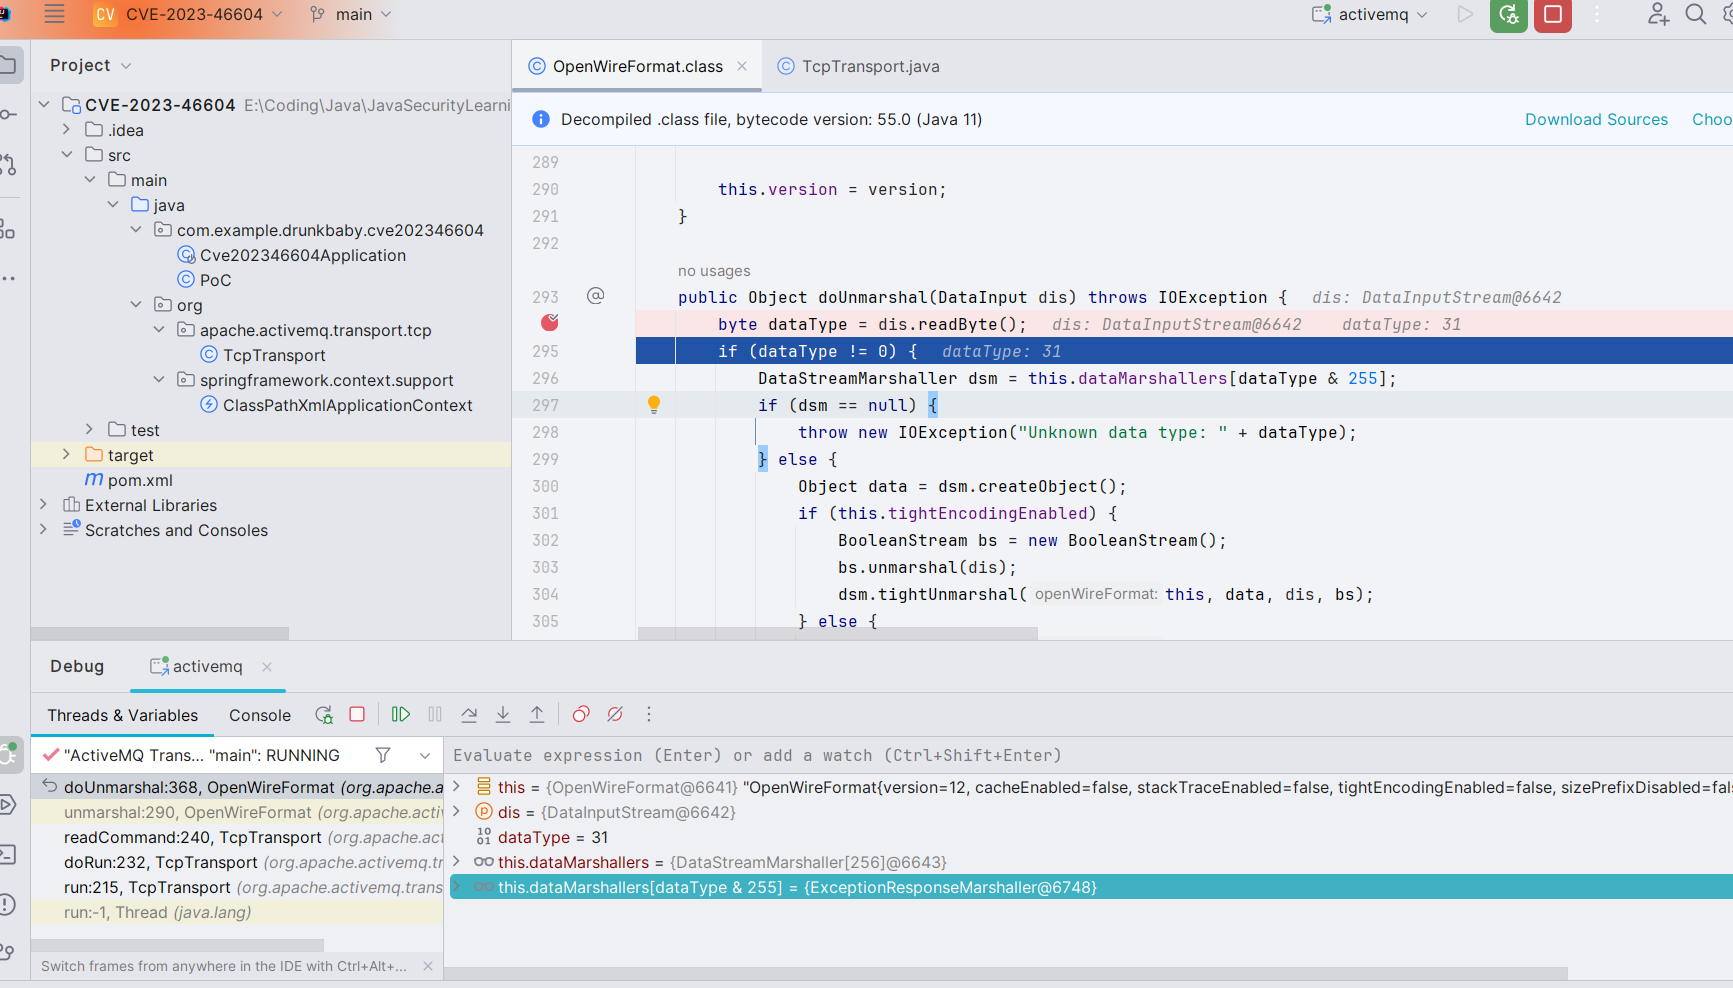 CV CVE-2023-46604 main activemq
Project
OpenWireFormat.class TcpTransport.java
CVE-2023-46604 E:\Coding\Java\JavaSecurityLearni
.idea
src
main
java
com.example.drunkbaby.cve202346604
Cve202346604Application
PoC
org
apache.activemq.transport.tcp
TcpTransport
springframework.context.support
ClassPathXmlApplicationContext
test
target
pom.xml
External Libraries
Scratches and Consoles
Decompiled .class file, bytecode version: 55.0 (Java 11) Download Sources Choo
289
290 this.version = version;
291 }
292
no usages
293 public Object doUnmarshal(DataInput dis) throws IOException { dis: DataInputStream@6642
byte dataType = dis.readByte(); dis: DataInputStream@6642 dataType: 31
295 if (dataType != 0) { dataType: 31
296 DataStreamMarshaller dsm = this.dataMarshallers[dataType & 255];
297 if (dsm == null) {
298 throw new IOException("Unknown data type: " + dataType);
299 } else {
300 Object data = dsm.createObject();
301 if (this.tightEncodingEnabled) {
302 BooleanStream bs = new BooleanStream();
303 bs.unmarshal(dis);
304 dsm.tightUnmarshal( openWireFormat: this, data, dis, bs);
305 } else {
Debug activemq
Threads & Variables Console
"ActiveMQ Trans... "main": RUNNING
doUnmarshal:368, OpenWireFormat (org.apache.a
unmarshal:290, OpenWireFormat (org.apache.activ
readCommand:240, TcpTransport (org.apache.act
doRun:232, TcpTransport (org.apache.activemq.tr
run:215, TcpTransport (org.apache.activemq.trans
run:-1, Thread (java.lang)
Switch frames from anywhere in the IDE with Ctrl+Alt+...
Evaluate expression (Enter) or add a watch (Ctrl+Shift+Enter)
this = {OpenWireFormat@6641} "OpenWireFormat{version=12, cacheEnabled=false, stackTraceEnabled=false, tightEncodingEnabled=false, sizePrefixDisabled=fals
dis = {DataInputStream@6642}
dataType = 31
this.dataMarshallers = {DataStreamMarshaller[256]@6643}
this.dataMarshallers[dataType & 255] = {ExceptionResponseMarshaller@6748}